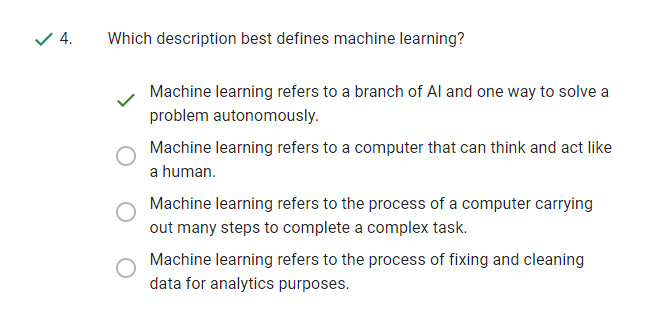 4. Which description best defines machine learning?
Machine learning refers to a branch of AI and one way to solve a
problem autonomously.
Machine learning refers to a computer that can think and act like
a human.
Machine learning refers to the process of a computer carrying
out many steps to complete a complex task.
Machine learning refers to the process of fixing and cleaning
data for analytics purposes.